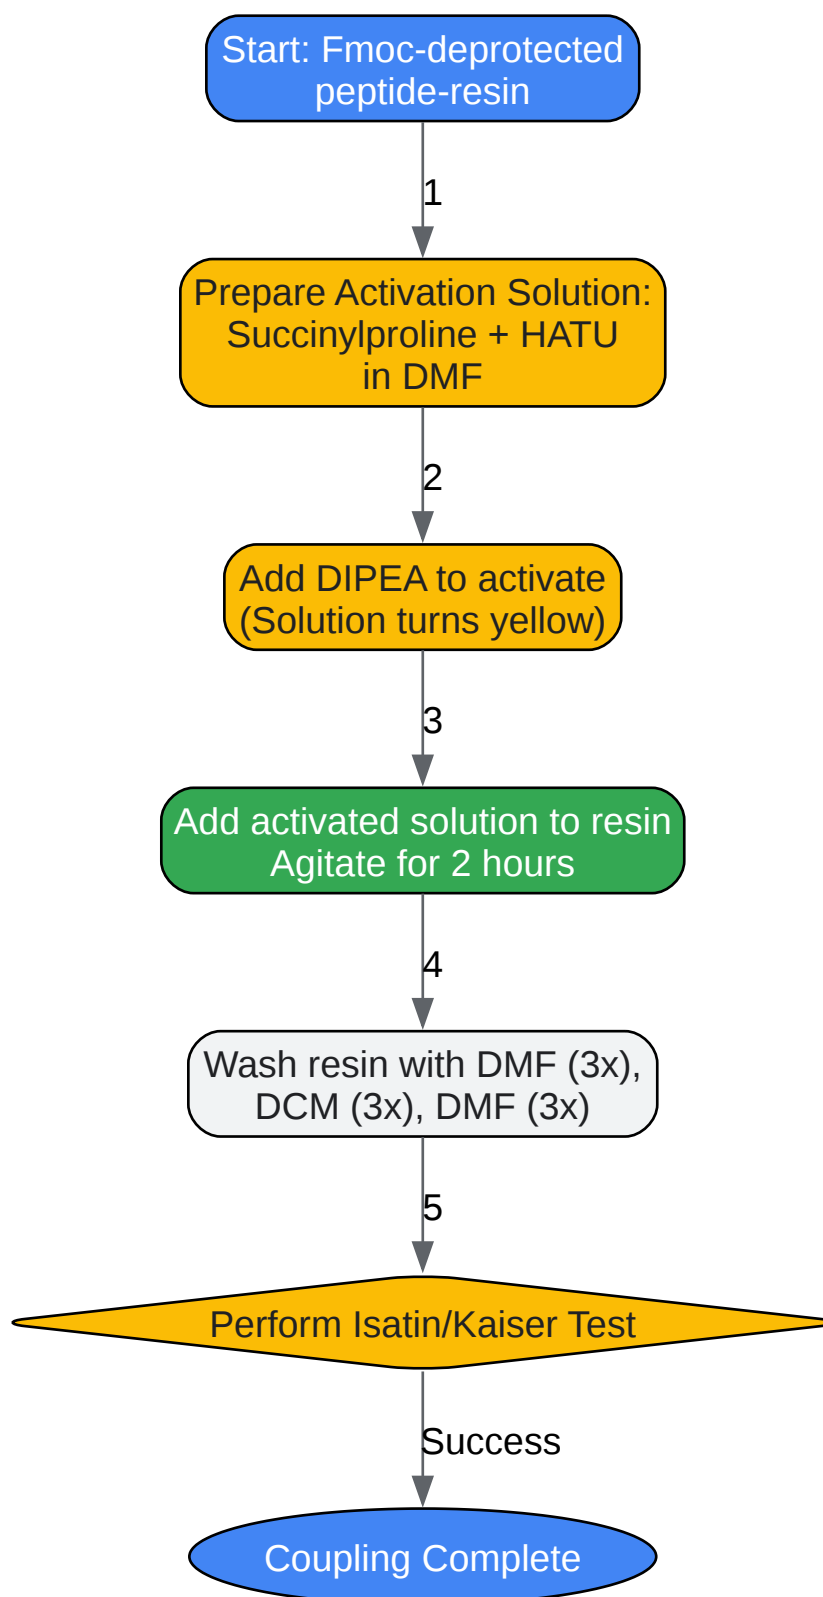 Start: Fmoc-deprotected
peptide-resin
1
Prepare Activation Solution:
Succinylproline + HATU
in DMF
2
Add DIPEA to activate
(Solution turns yellow)
3
Add activated solution to resin
Agitate for 2 hours
4
Wash resin with DMF (3x),
DCM (3x), DMF (3x)
5
Perform Isatin/Kaiser Test
Success
Coupling Complete